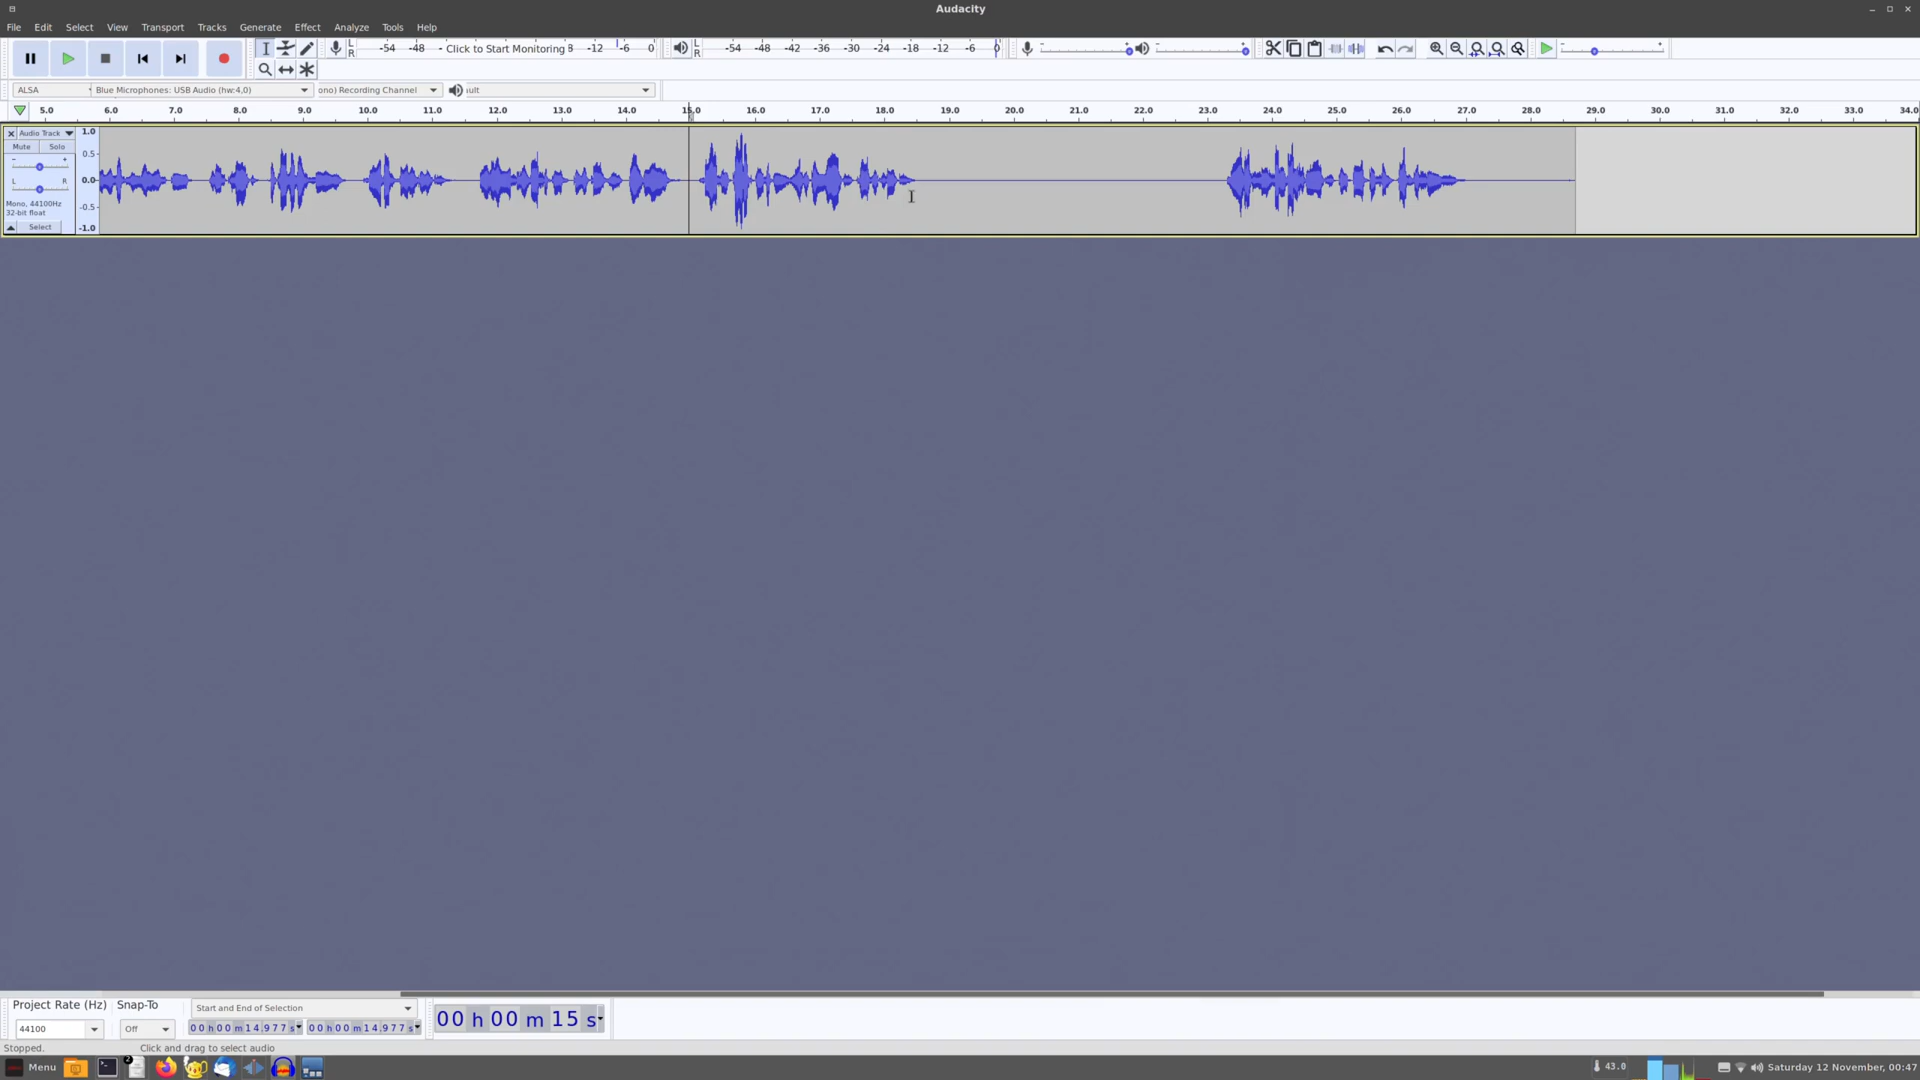 Audacity
File Edit Select View Transport Tracks Generate Effect Analyze Tools Help
L
R
-54 -48 - Click to Start Monitoring 8 -12 -6 0
L
R
-54 -48 -42 -36 -30 -24 -18 -12 -6 0
- +
- +
- +
ALSA Blue Microphones: USB Audio (hw:4,0) ono) Recording Channel ult
5.0 6.0 7.0 8.0 9.0 10.0 11.0 12.0 13.0 14.0 15.0 16.0 17.0 18.0 19.0 20.0 21.0 22.0 23.0 24.0 25.0 26.0 27.0 28.0 29.0 30.0 31.0 32.0 33.0 34.0
Audio Track
Mute Solo
- +
L R
Mono, 44100Hz
32-bit float
Select
1.0
0.5
0.0
-0.5
-1.0
Project Rate (Hz) Snap-To Start and End of Selection
44100 Off 00 h 00 m 14.977 s 00 h 00 m 14.977 s
00 h 00 m 15 s
Stopped. Click and drag to select audio
Menu 2 43.0 Saturday 12 November, 00:47